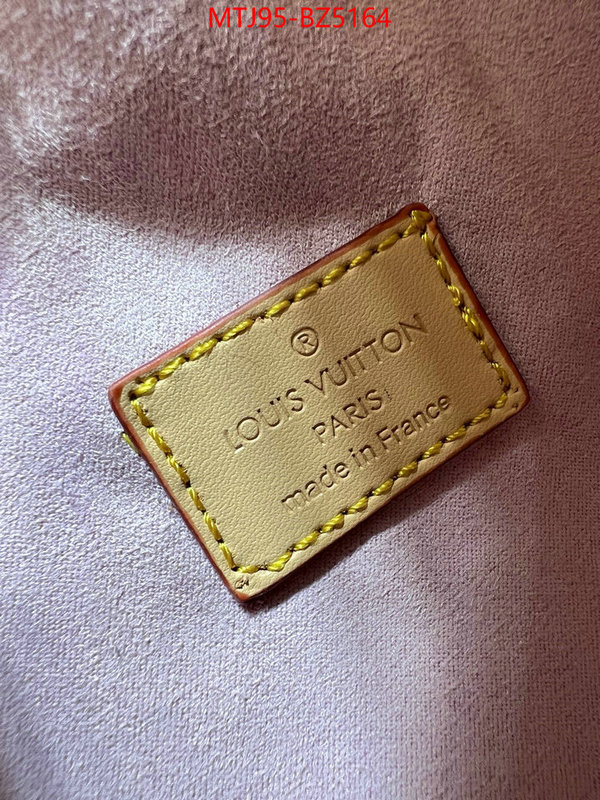 MTJ95-BZ5164
®
LOUIS VUITTON
PARIS
made in France